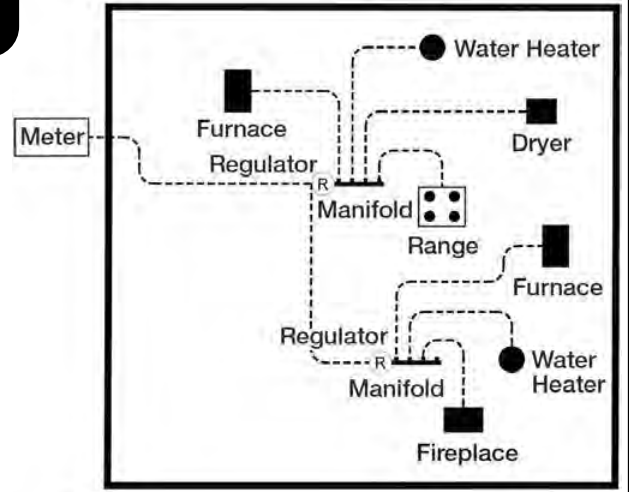 Water Heater
Furnace
Dryer
Meter
Regulator
R
Manifold
Range
Furnace
Regulator
R
Water
Heater
Manifold
Fireplace